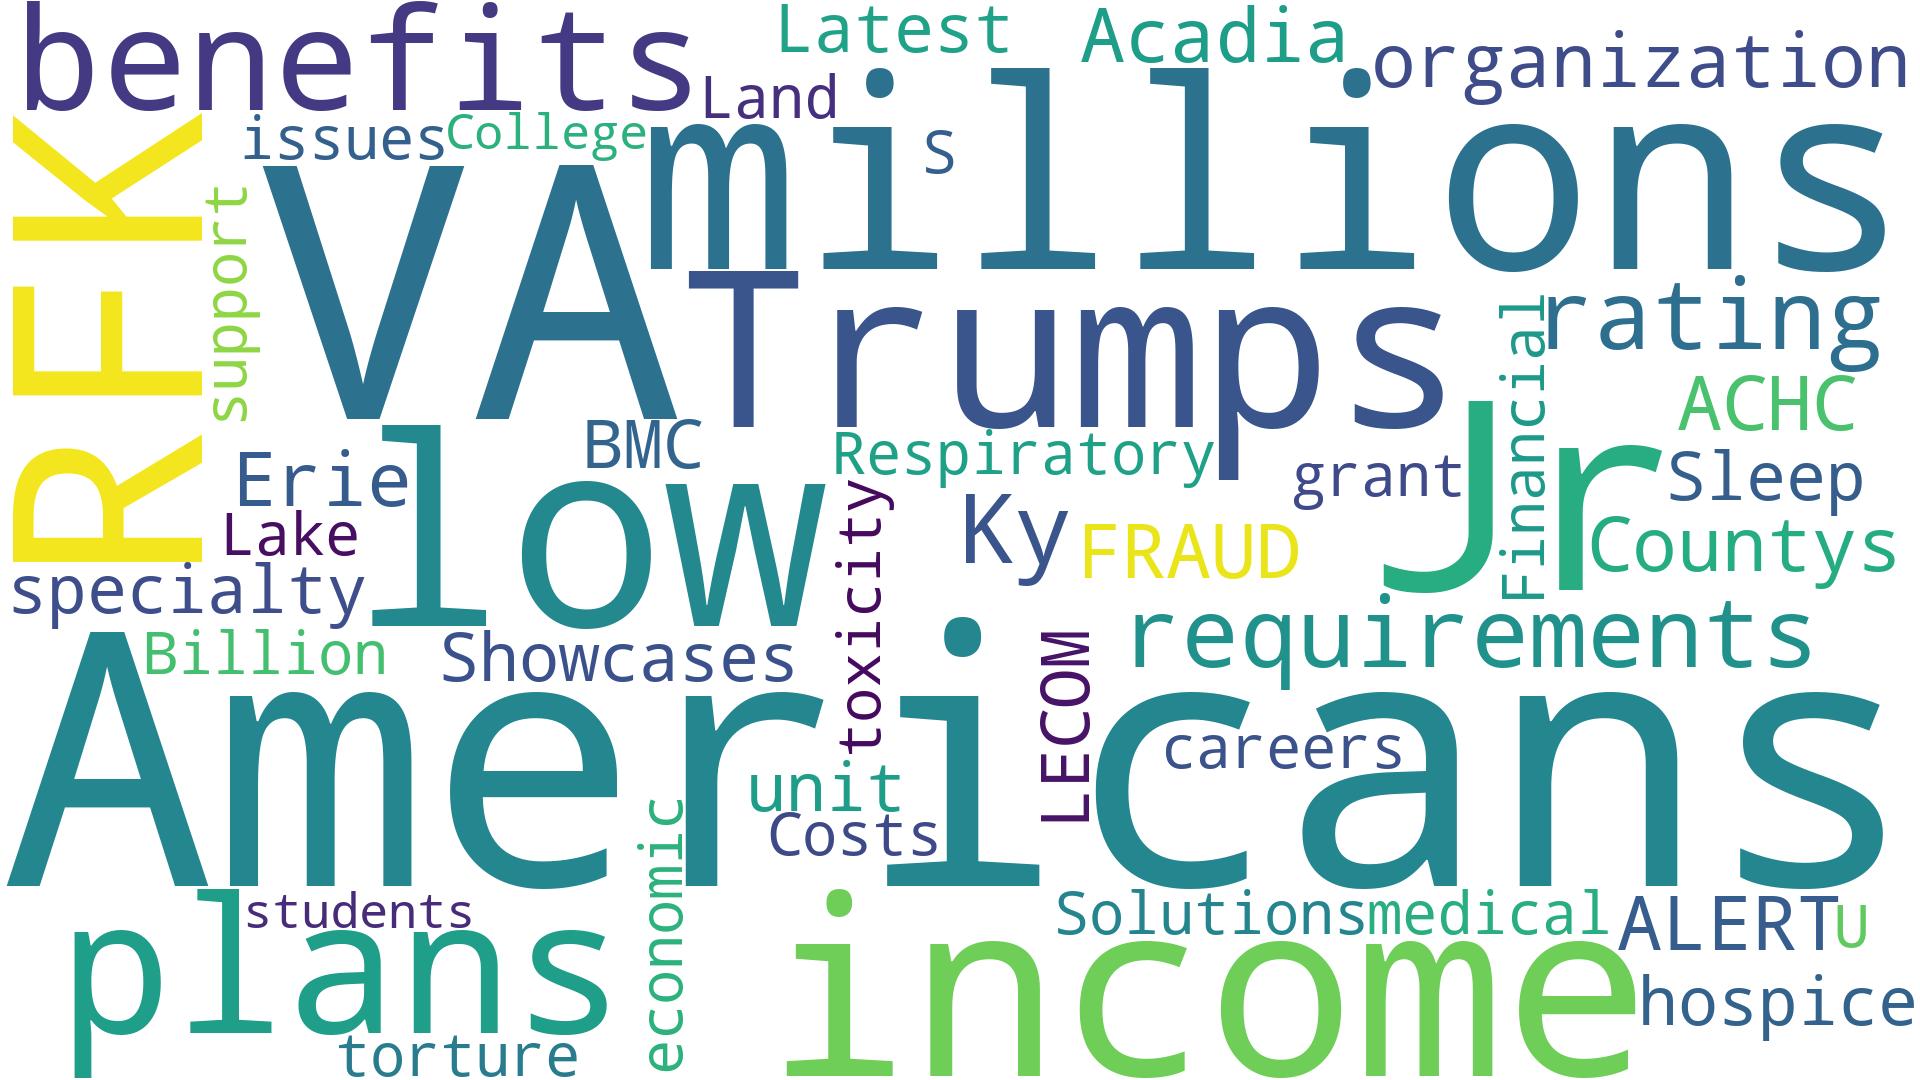 benefits
Latest
Acadia
organization
Land
issues
College
millions
S
RFK
support
VA
Trumps
Financial
rating
ACHC
BMC
Respiratory
grant
Jr
Sleep
Erie
low
toxicity
Ky
FRAUD
Countys
Lake
specialty
requirements
Billion
Showcases
LECOM
Americans
careers
unit
Costs
economic
students
plans
income
Solutions
medical
ALERT
U
hospice
torture